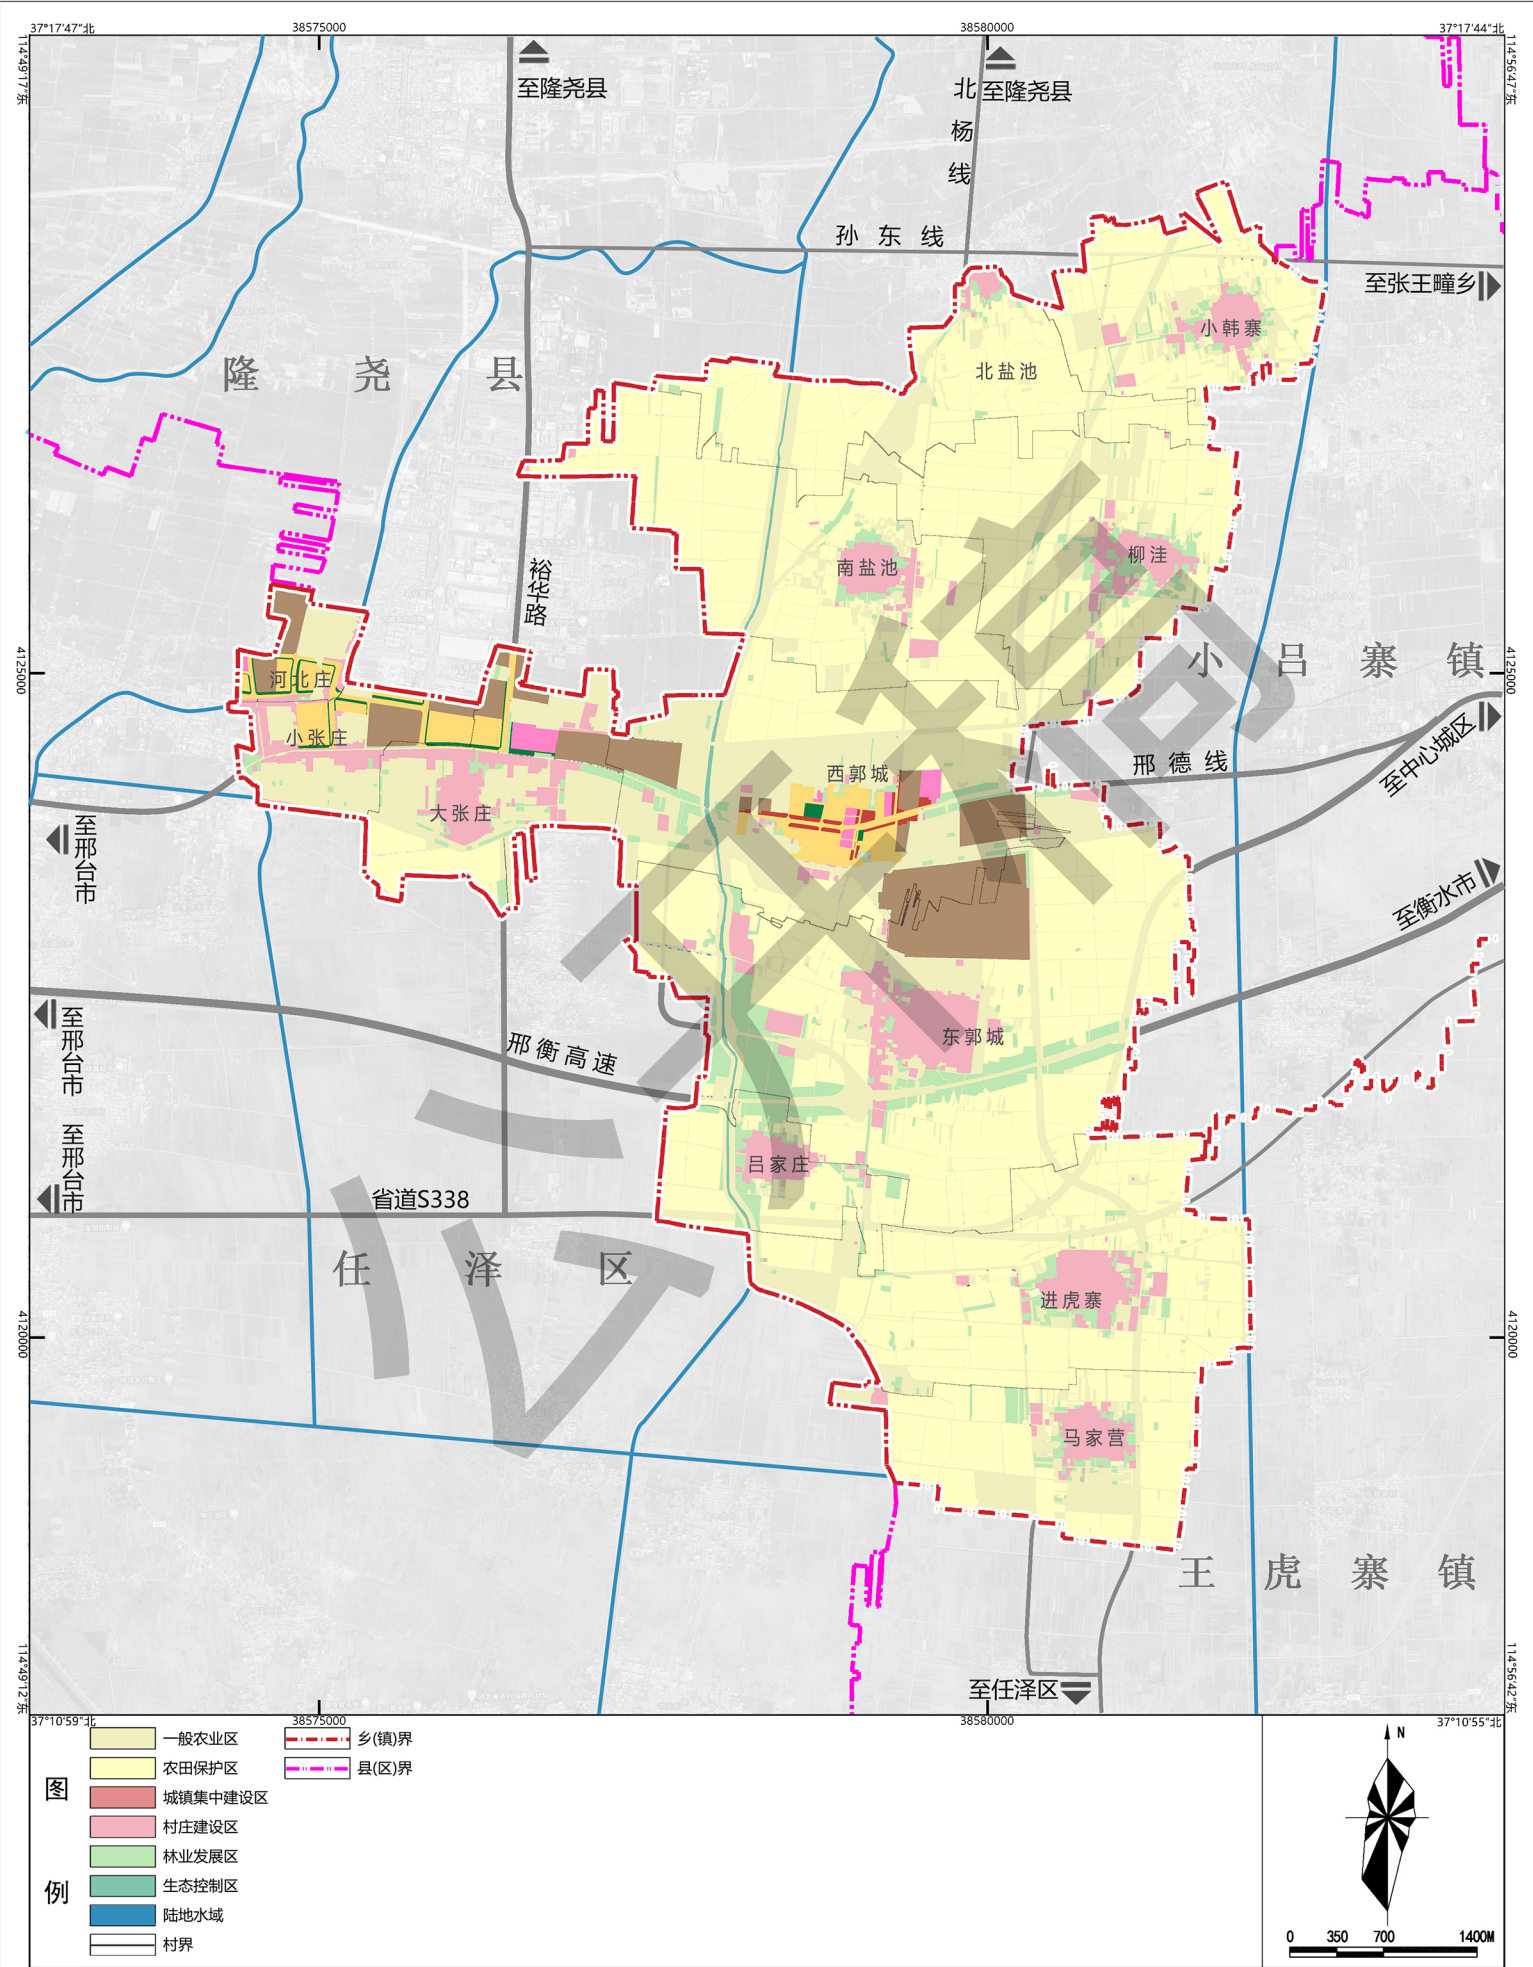 37°17'47"北
38575000
38580000
37°17'44"北
114°49'17"东
114°56'47"东
至隆尧县
北杨线
至隆尧县
孙东线
至张王疃乡
小韩寨
隆尧县
北盐池
裕华路
南盐池
柳洼
4125000
4125000
小吕寨镇
河北庄
小张庄
西郭城
邢德线
至中心城区
大张庄
至邢台市
至衡水市
至邢台市
邢衡高速
东郭城
至邢台市
吕家庄
省道S338
任泽区
进虎寨
4120000
4120000
马家营
王虎寨镇
至任泽区
114°49'12"东
114°56'42"东
37°10'59"北
38575000
38580000
37°10'55"北
公示草稿
图例
一般农业区
农田保护区
城镇集中建设区
村庄建设区
林业发展区
生态控制区
陆地水域
村界
乡(镇)界
县(区)界
N
0 350 700 1400M